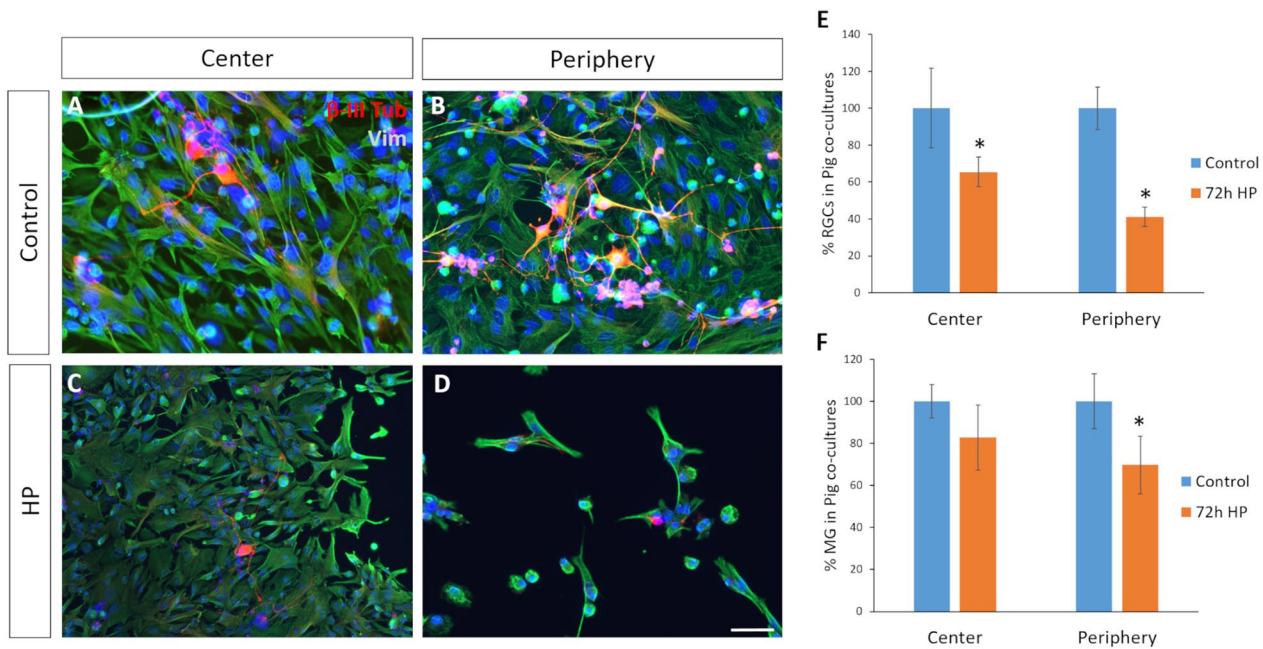 Center
Periphery
Control
HP
A
β-III Tub
Vim
B
C
D
E
140
120
100
80
60
40
20
0
% RGCs in Pig co-cultures
*
*
Center
Periphery
Control
72h HP
F
120
100
80
60
40
20
0
% MG in Pig co-cultures
*
Center
Periphery
Control
72h HP